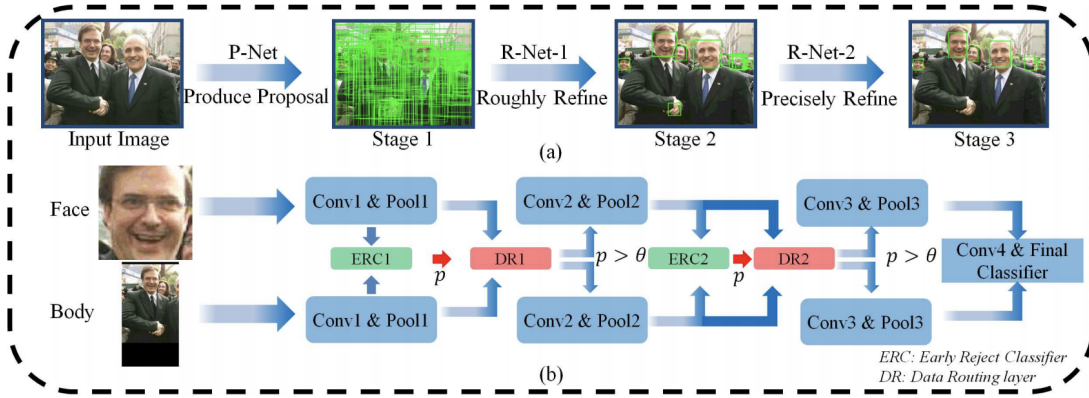 P-Net
Produce Proposal
R-Net-1
Roughly Refine
R-Net-2
Precisely Refine
Input Image
Stage 1
Stage 2
Stage 3
(a)
Face
Conv1 & Pool1
Conv2 & Pool2
Conv3 & Pool3
ERC1
p
DR1
p > θ
ERC2
p
DR2
p > θ
Conv4 & Final
Classifier
Body
Conv1 & Pool1
Conv2 & Pool2
Conv3 & Pool3
(b)
ERC: Early Reject Classifier
DR: Data Routing layer